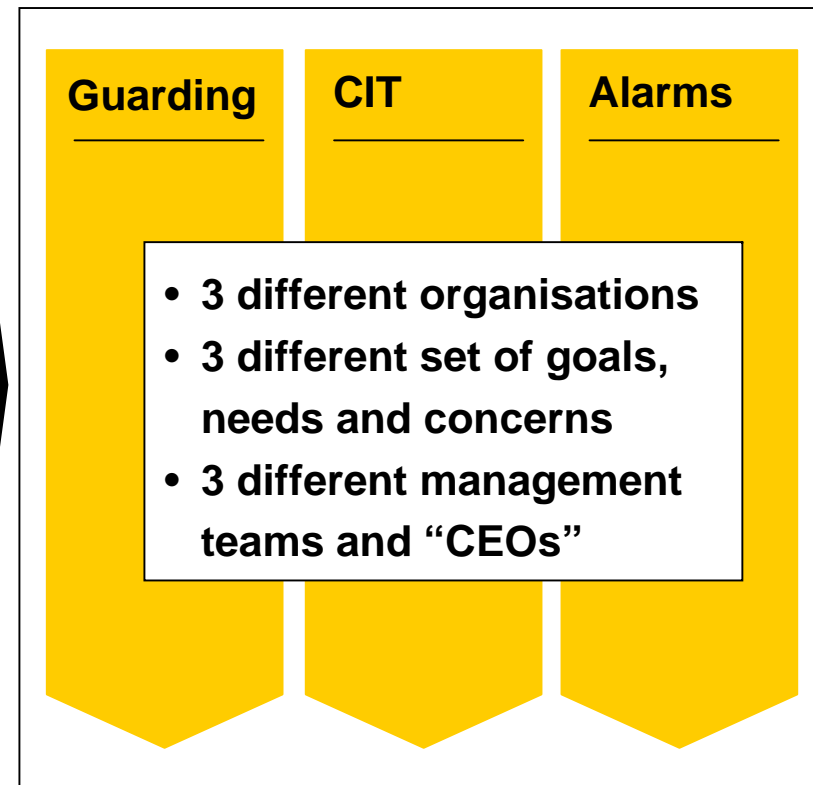 Guarding
CIT
Alarms
• 3 different organisations
• 3 different set of goals,
needs and concerns
• 3 different management
teams and “CEOs”